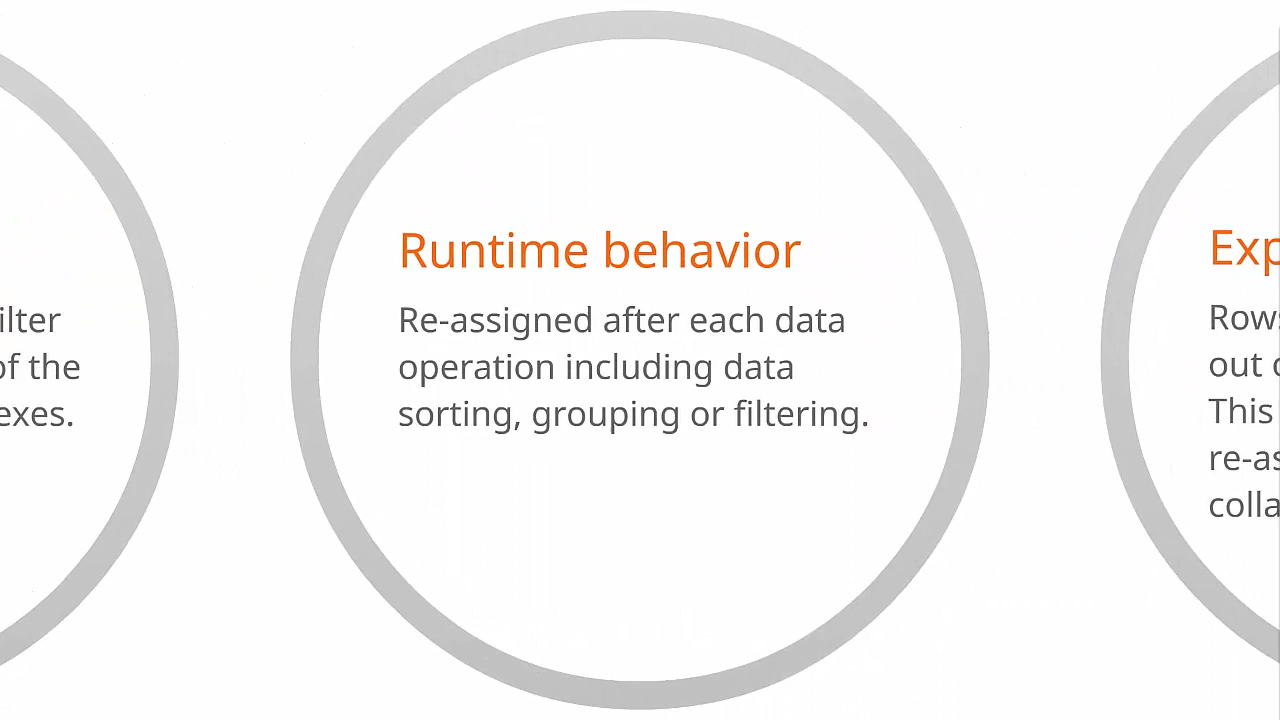 ilter
of the
exes.
Runtime behavior
Re-assigned after each data
operation including data
sorting, grouping or filtering.
Exp
Rows
out
This
re-as
colla